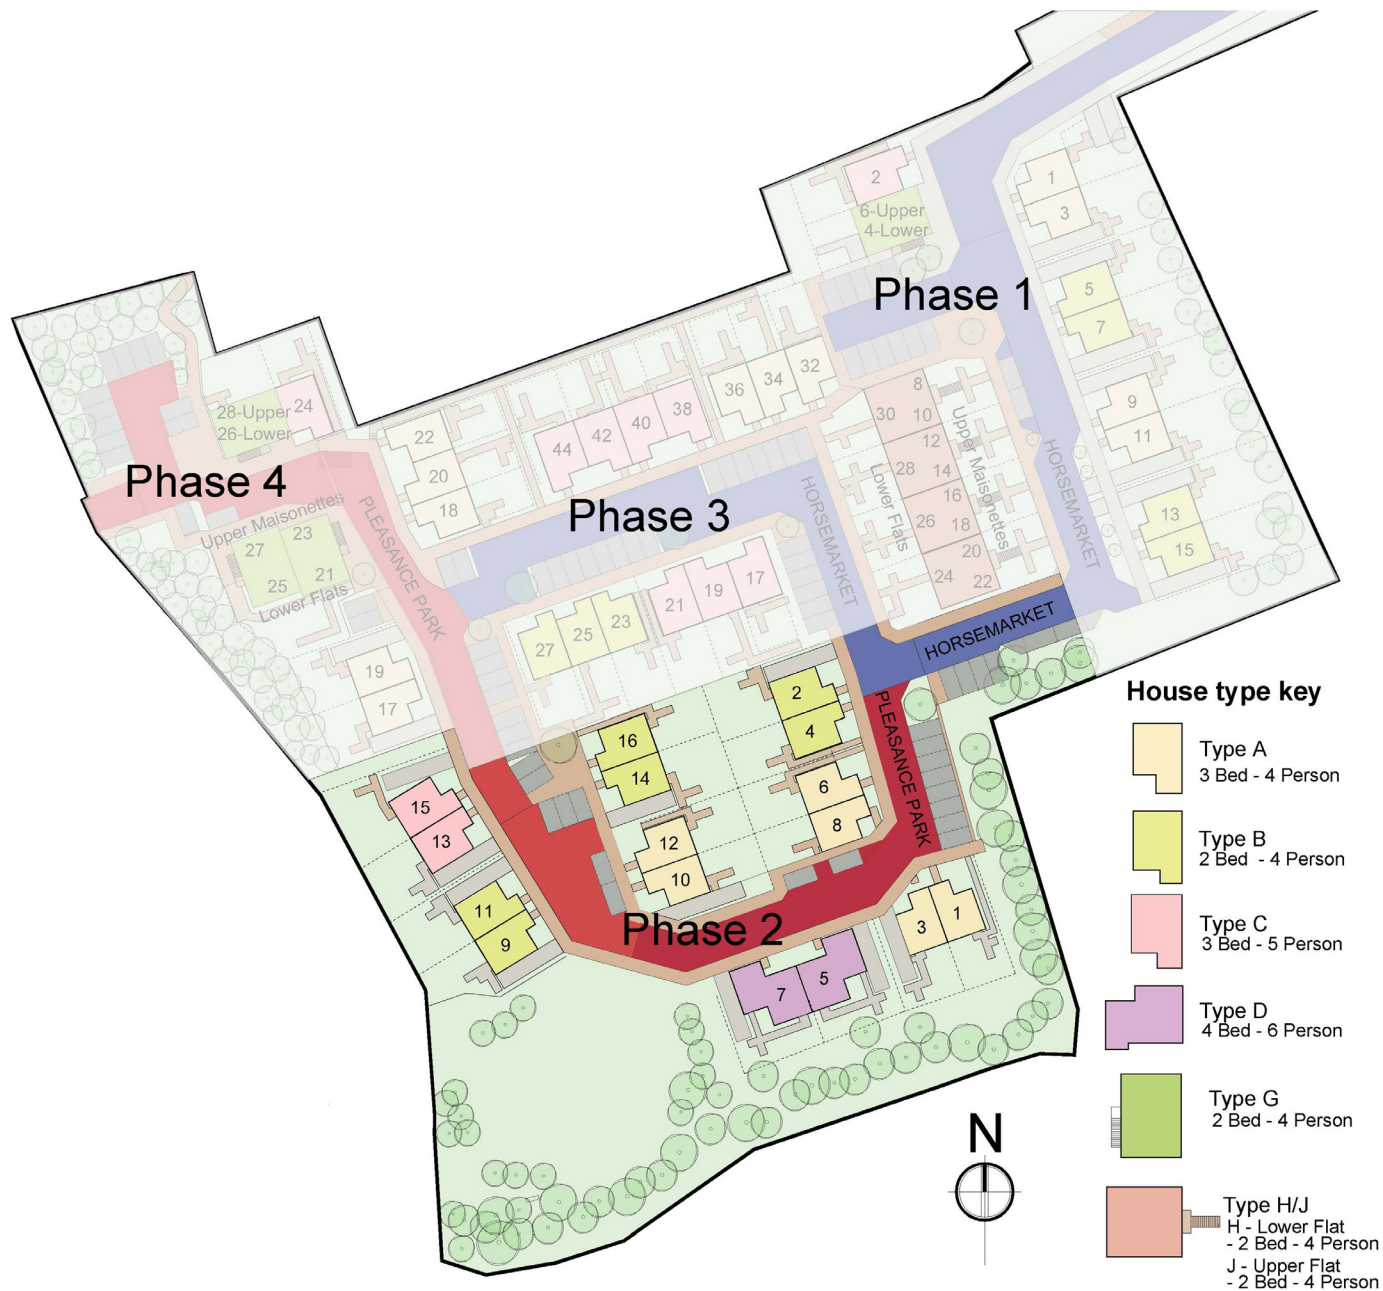 2
6-Upper
4-Lower
1
3
Phase 1
5
7
36
34
32
9
11
8
30
10
12
28
14
16
26
18
20
24
22
Lower Flats
Upper Maisonettes
HORSEMARKET
13
15
28-Upper
26-Lower
24
22
20
18
44
42
40
38
Phase 4
Upper Maisonettes
27
23
25
21
Lower Flats
PLEASANCE PARK
Phase 3
HORSEMARKET
21
19
17
27
25
23
19
17
HORSEMARKET
PLEASANCE PARK
2
4
16
14
6
8
12
10
15
13
11
9
Phase 2
3
1
7
5
N
House type key
Type A
3 Bed - 4 Person
Type B
2 Bed - 4 Person
Type C
3 Bed - 5 Person
Type D
4 Bed - 6 Person
Type G
2 Bed - 4 Person
Type H/J
H - Lower Flat
- 2 Bed - 4 Person
J - Upper Flat
- 2 Bed - 4 Person